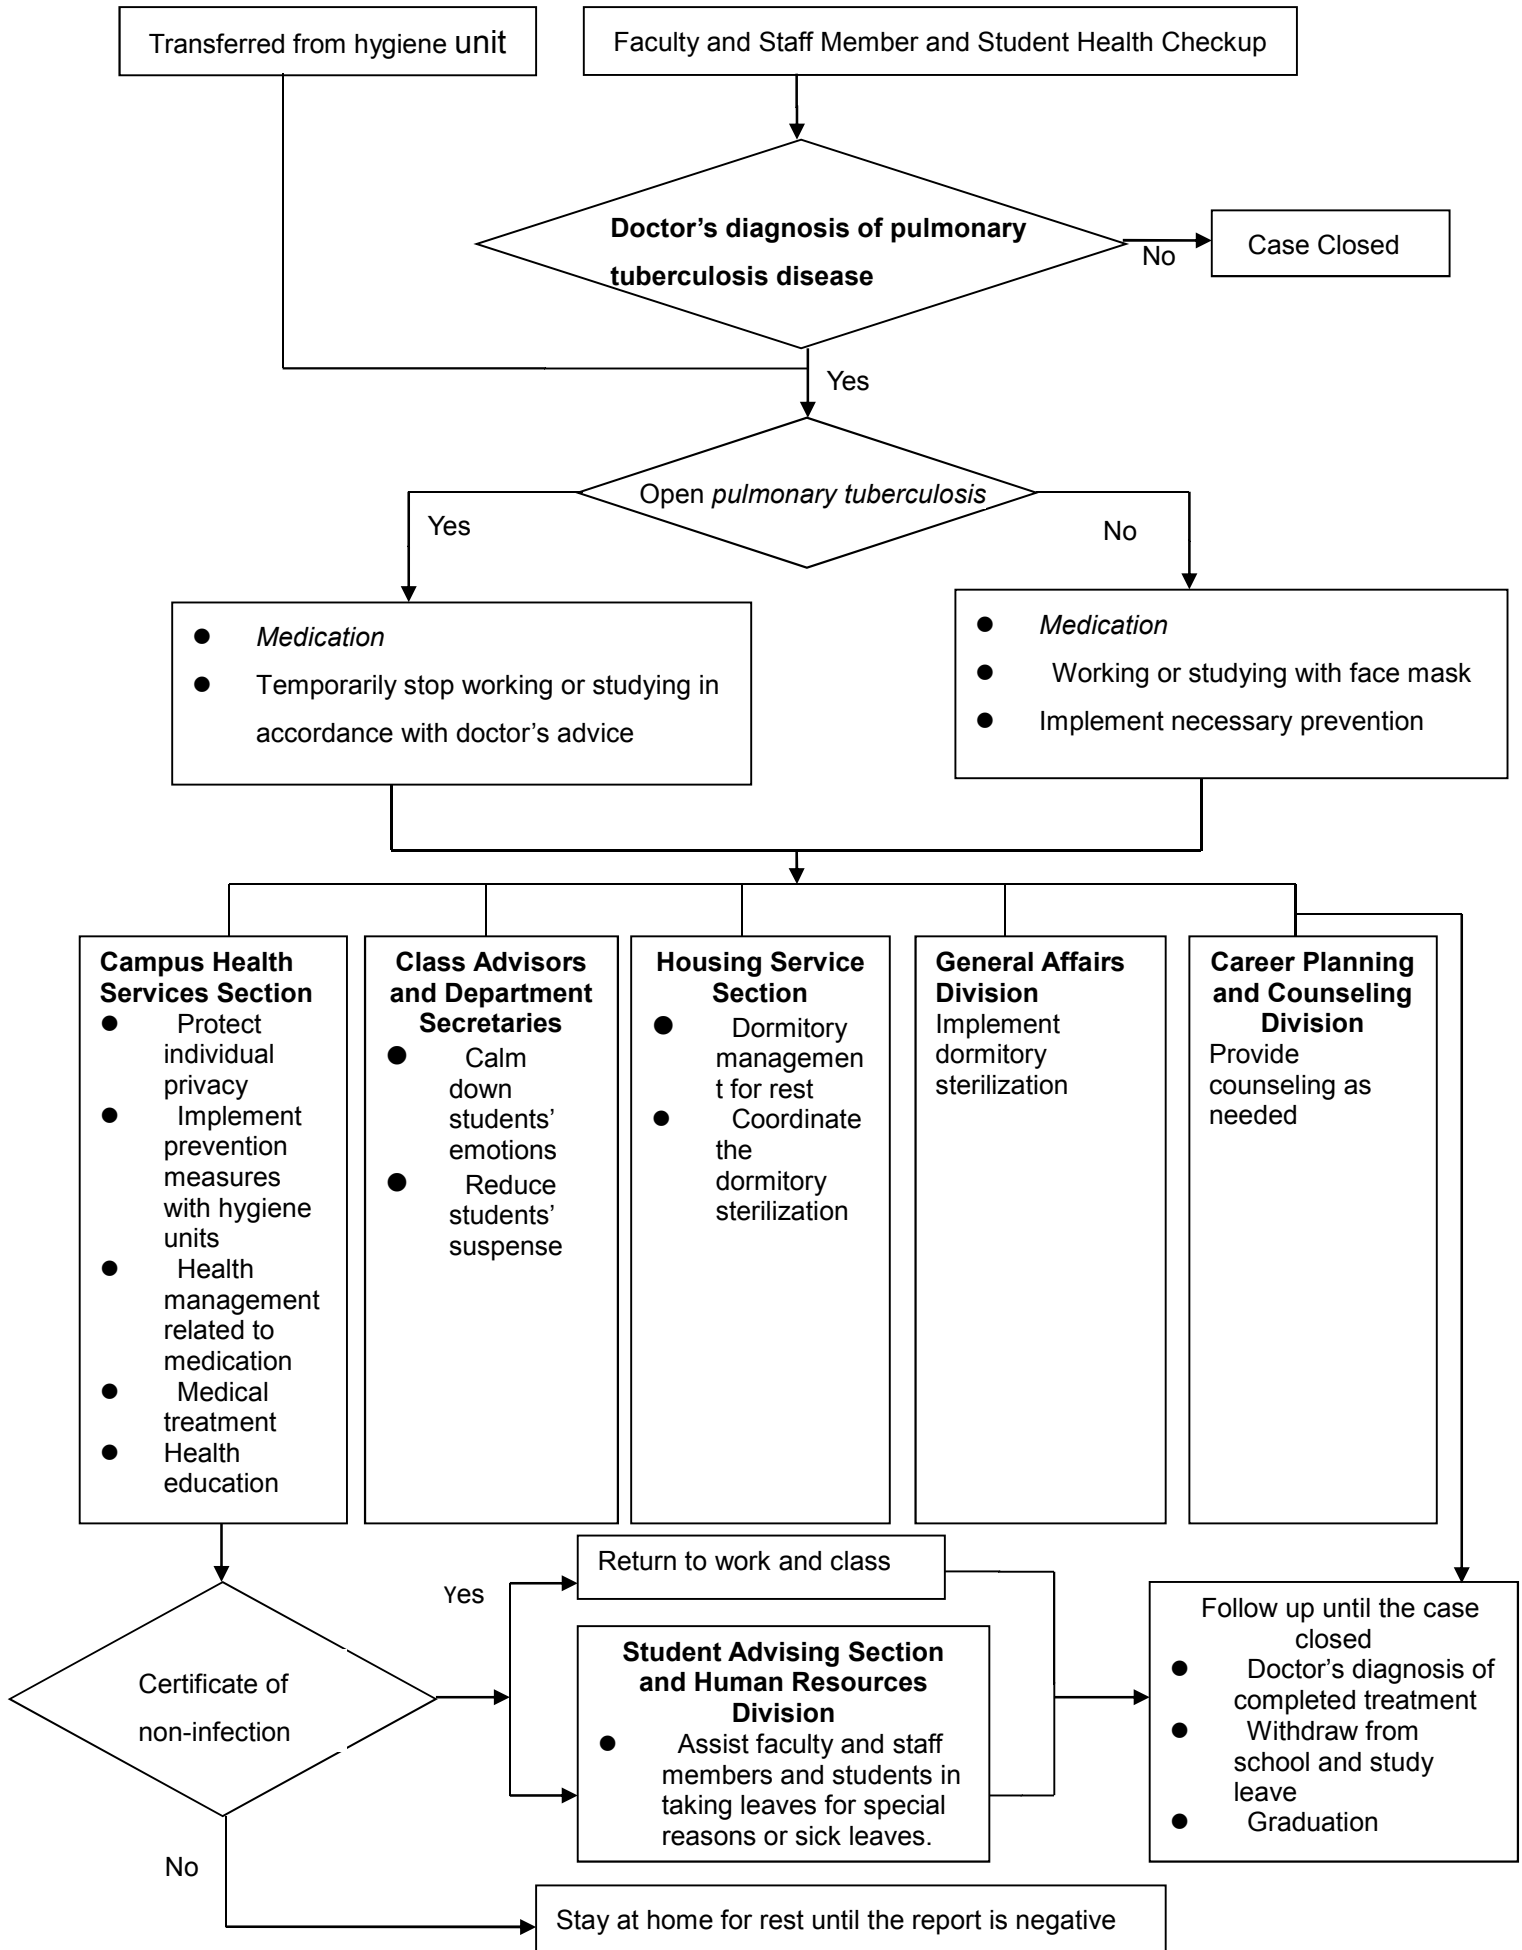 Transferred from hygiene unit
Faculty and Staff Member and Student Health Checkup
Doctor’s diagnosis of pulmonary
tuberculosis disease
No
Case Closed
Yes
Open pulmonary tuberculosis
Yes
No
● Medication
● Temporarily stop working or studying in
accordance with doctor’s advice
● Medication
● Working or studying with face mask
● Implement necessary prevention
Campus Health
Services Section
● Protect
individual
privacy
● Implement
prevention
measures
with hygiene
units
● Health
management
related to
medication
● Medical
treatment
● Health
education
Class Advisors
and Department
Secretaries
● Calm
down
students’
emotions
● Reduce
students’
suspense
Housing Service
Section
● Dormitory
managemen
t for rest
● Coordinate
the
dormitory
sterilization
General Affairs
Division
Implement
dormitory
sterilization
Career Planning
and Counseling
Division
Provide
counseling as
needed
Certificate of
non-infection
Yes
Return to work and class
Student Advising Section
and Human Resources
Division
● Assist faculty and staff
members and students in
taking leaves for special
reasons or sick leaves.
Follow up until the case
closed
● Doctor’s diagnosis of
completed treatment
● Withdraw from
school and study
leave
● Graduation
No
Stay at home for rest until the report is negative